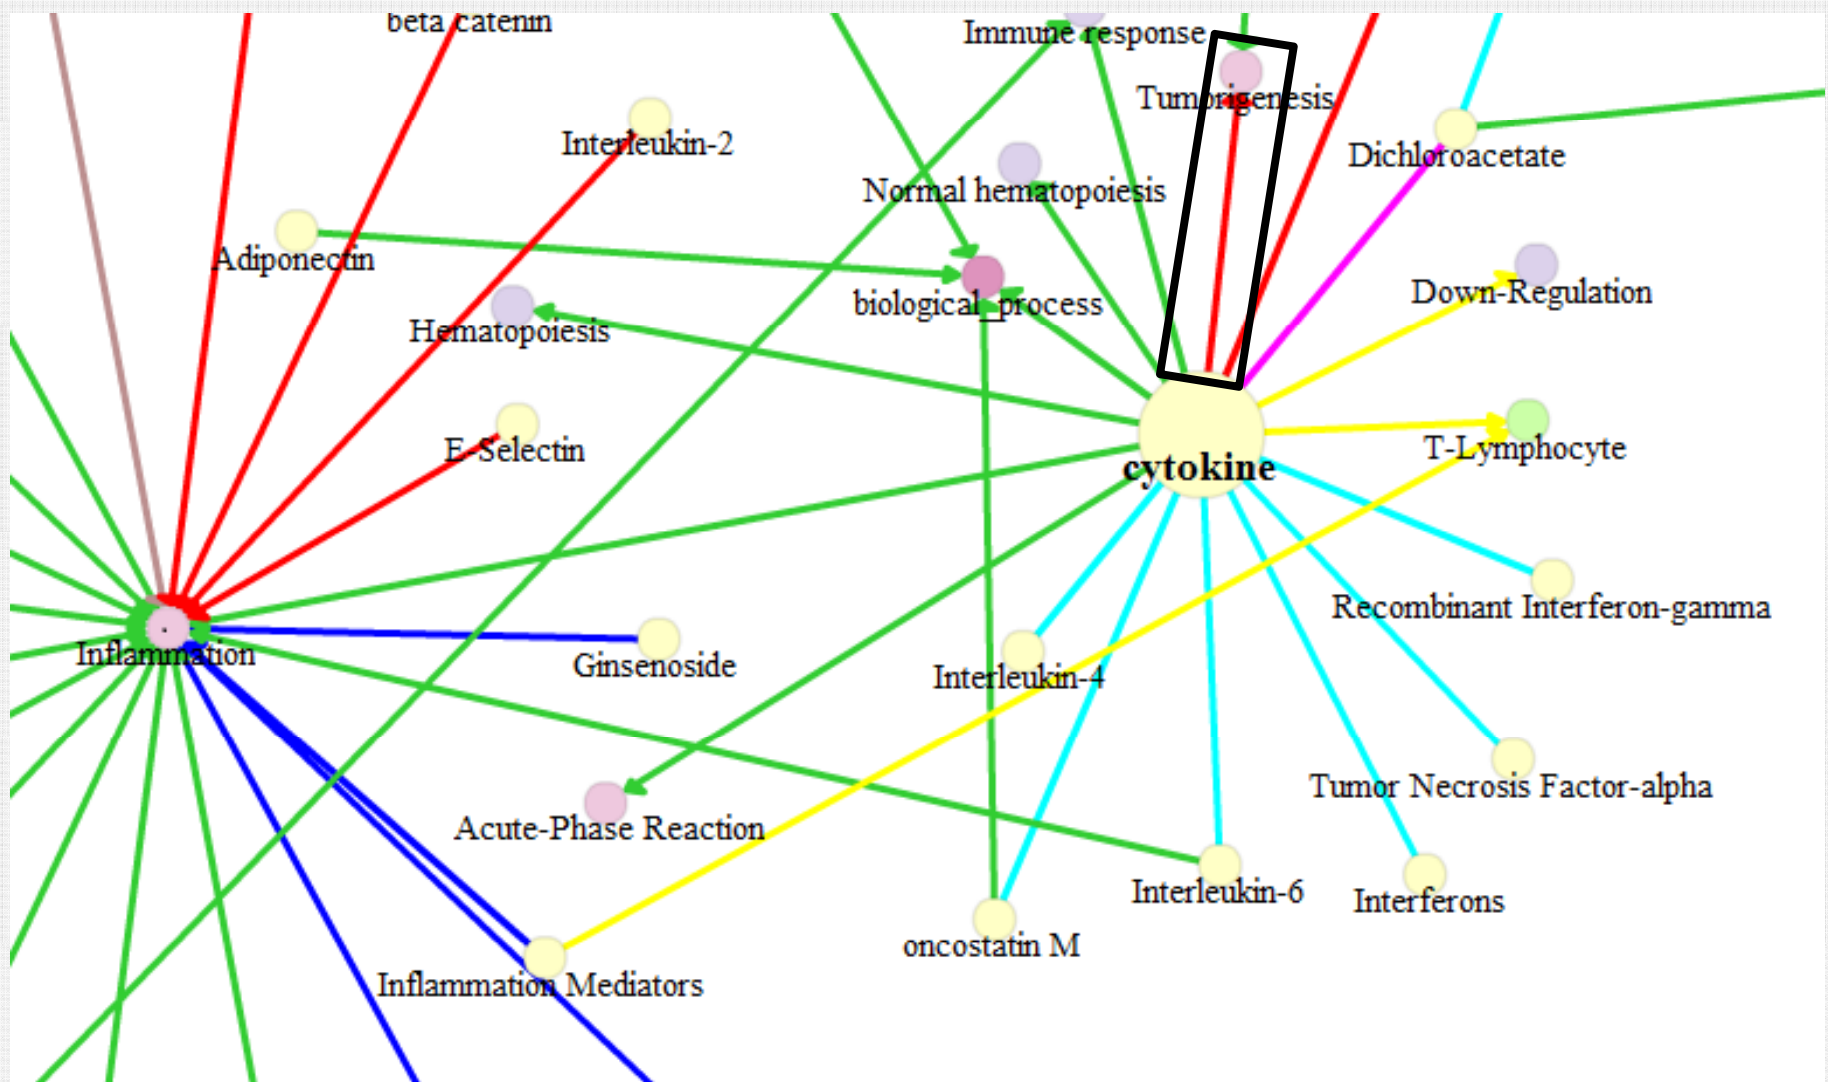 beta catenin
Immune response
Tumorigenesis
Interleukin-2
Dichloroacetate
Normal hematopoiesis
Adiponectin
Down-Regulation
biological_process
Hematopoiesis
E-Selectin
T-Lymphocyte
cytokine
Recombinant Interferon-gamma
Inflammation
Ginsenoside
Interleukin-4
Tumor Necrosis Factor-alpha
Acute-Phase Reaction
Interleukin-6
Interferons
oncostatin M
Inflammation Mediators